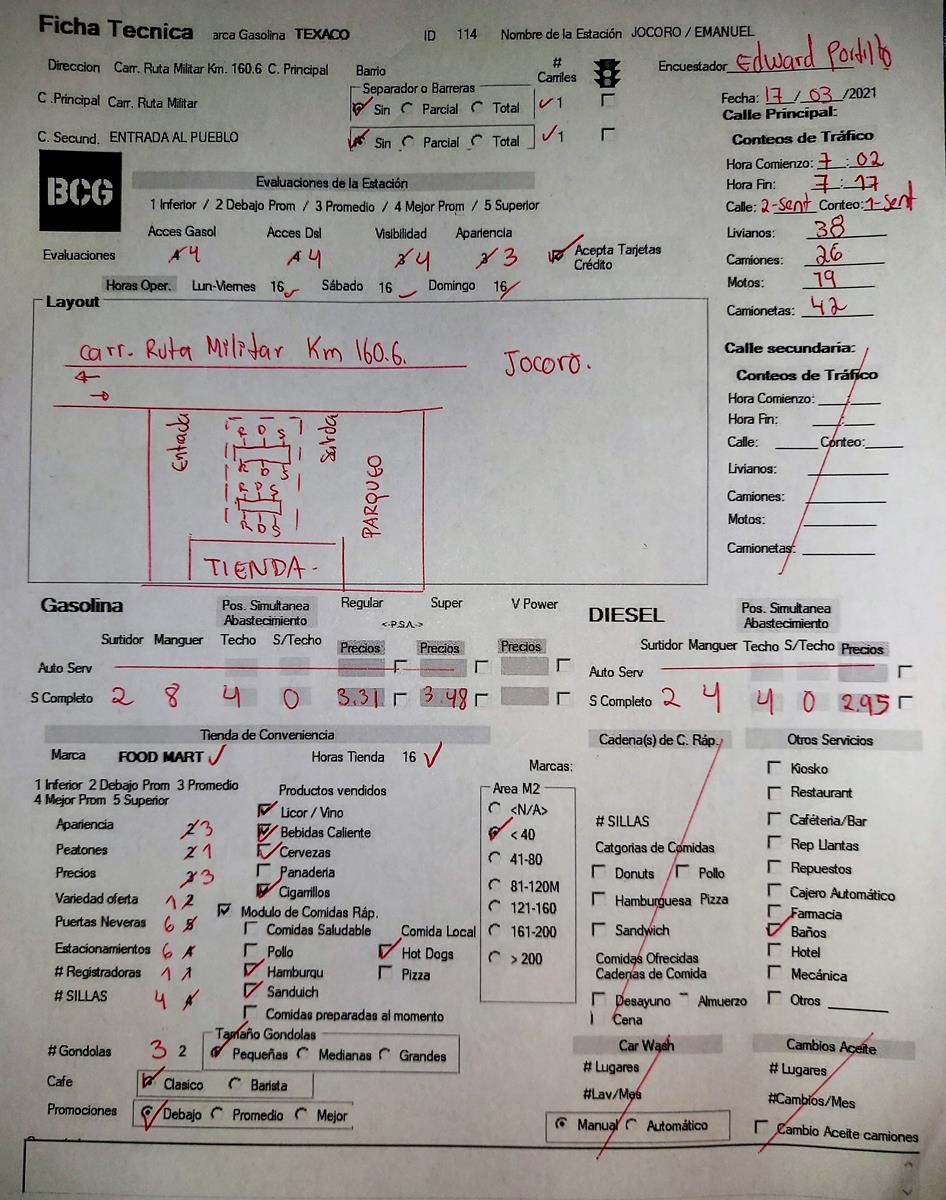 Ficha Tecnica arca Gasolina TEXACO ID 114 Nombre de la Estación JOCORO / EMANUEL
Direccion Carr. Ruta Militar Km. 160.6 C. Principal Barrio # Carriles Encuestador Edward Portillo
Separador o Barreras
C .Principal Carr. Ruta Militar Sin Parcial Total 1 Fecha: 17 / 03 /2021
Calle Principal:
C. Secund. ENTRADA AL PUEBLO Sin Parcial Total 1 Conteos de Tráfico
BCG
Hora Comienzo: 7 : 02
Evaluaciones de la Estación Hora Fin: 7 : 17
1 Inferior / 2 Debajo Prom / 3 Promedio / 4 Mejor Prom / 5 Superior Calle: 2-Sent Conteo: 1-Sent
Acces Gasol Acces Dsl Visibilidad Apariencia Livianos: 38
Evaluaciones 4 4 4 4 3 4 3 3 Acepta Tarjetas Crédito Camiones: 26
Motos: 19
Horas Oper. Lun-Viernes 16 Sábado 16 Domingo 16 Camionetas: 42
Layout
Carr. Ruta Militar Km 160.6. Jocoro.
Entrada
R D S
R D S
R D S
R D S
Salida
PARQUEO
TIENDA-
Calle secundaria:
Conteos de Tráfico
Hora Comienzo: :
Hora Fin: :
Calle: Conteo:
Livianos:
Camiones:
Motos:
Camionetas:
Gasolina Pos. Simultanea Abastecimiento Regular Super V Power
<-P.S.A.->
Surtidor Manguer Techo S/Techo Precios Precios Precios
Auto Serv
S Completo 2 8 4 0 3.31 3.48
DIESEL Pos. Simultanea Abastecimiento
Surtidor Manguer Techo S/Techo Precios
Auto Serv
S Completo 2 4 4 0 2.95
Tienda de Conveniencia
Marca FOOD MART Horas Tienda 16
1 Inferior 2 Debajo Prom 3 Promedio
4 Mejor Prom 5 Superior
Apariencia 2 3
Peatones 2 1
Precios 3
Variedad oferta 1 2
Puertas Neveras 6
Estacionamientos 6
# Registradoras 1 1
# SILLAS 4
# Gondolas 3 2
Productos vendidos
Licor / Vino
Bebidas Caliente
Cervezas
Panaderia
Cigarrillos
Modulo de Comidas Ráp.
Comidas Saludable Comida Local
Pollo Hot Dogs
Hamburqu Pizza
Sanduich
Comidas preparadas al momento
Tamaño Gondolas
Pequeñas Medianas Grandes
Cafe Clasico Barista
Promociones Debajo Promedio Mejor
Marcas:
Area M2
<N/A>
< 40
41-80
81-120M
121-160
161-200
> 200
Cadena(s) de C. Ráp.
# SILLAS
Catgorias de Comidas
Donuts Pollo
Hamburguesa Pizza
Sandwich
Comidas Ofrecidas
Cadenas de Comida
Desayuno Almuerzo
Cena
Otros Servicios
Kiosko
Restaurant
Caféteria/Bar
Rep Llantas
Repuestos
Cajero Automático
Farmacia
Baños
Hotel
Mecánica
Otros
Car Wash
# Lugares
#Lav/Mes
Manual Automático
Cambios Aceite
# Lugares
#Cambios/Mes
Cambio Aceite camiones